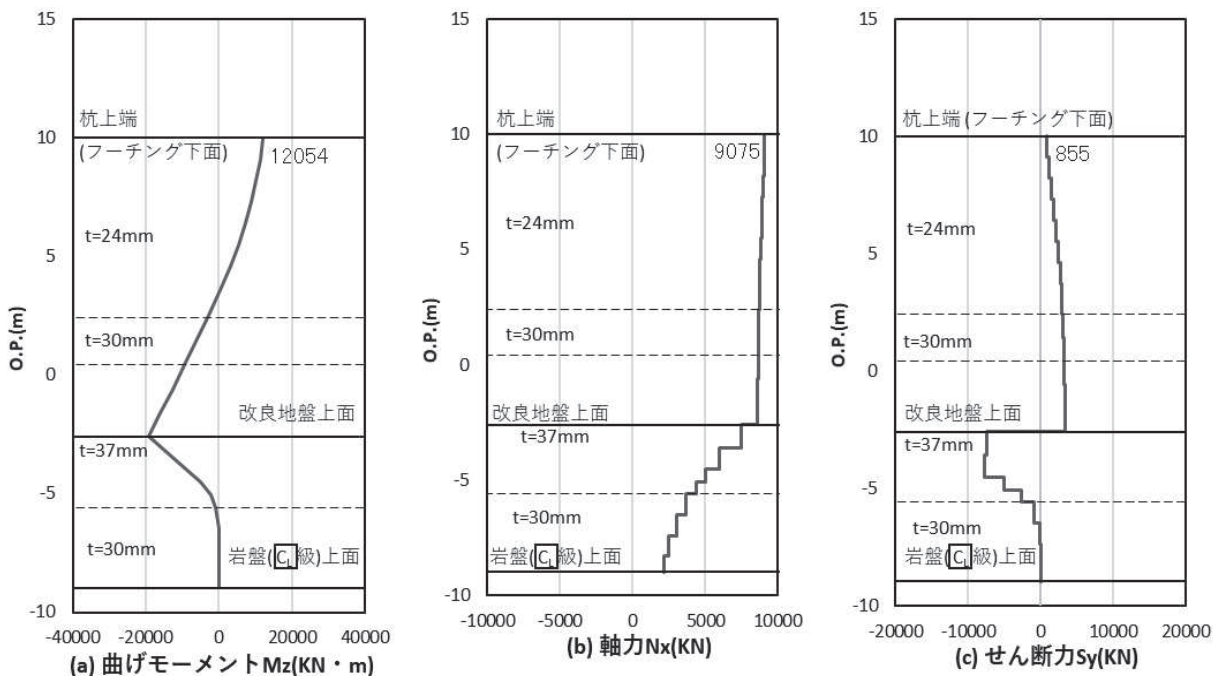 15
10
5
0
-5
-10
O.P.(m)
杭上端
(フーチング下面)
12054
t=24mm
t=30mm
改良地盤上面
t=37mm
t=30mm
岩盤(CL級)上面
-40000 -20000 0 20000 40000
(a) 曲げモーメントMz(KN・m)
15
10
5
0
-5
-10
O.P.(m)
杭上端
(フーチング下面)
9075
t=24mm
t=30mm
改良地盤上面
t=37mm
t=30mm
岩盤(CL級)上面
-10000 -5000 0 5000 10000
(b) 軸力Nx(KN)
15
10
5
0
-5
-10
O.P.(m)
杭上端 (フーチング下面)
855
t=24mm
t=30mm
改良地盤上面
t=37mm
t=30mm
岩盤(CL級)上面
-20000 -10000 0 10000 20000
(c) せん断力Sy(KN)